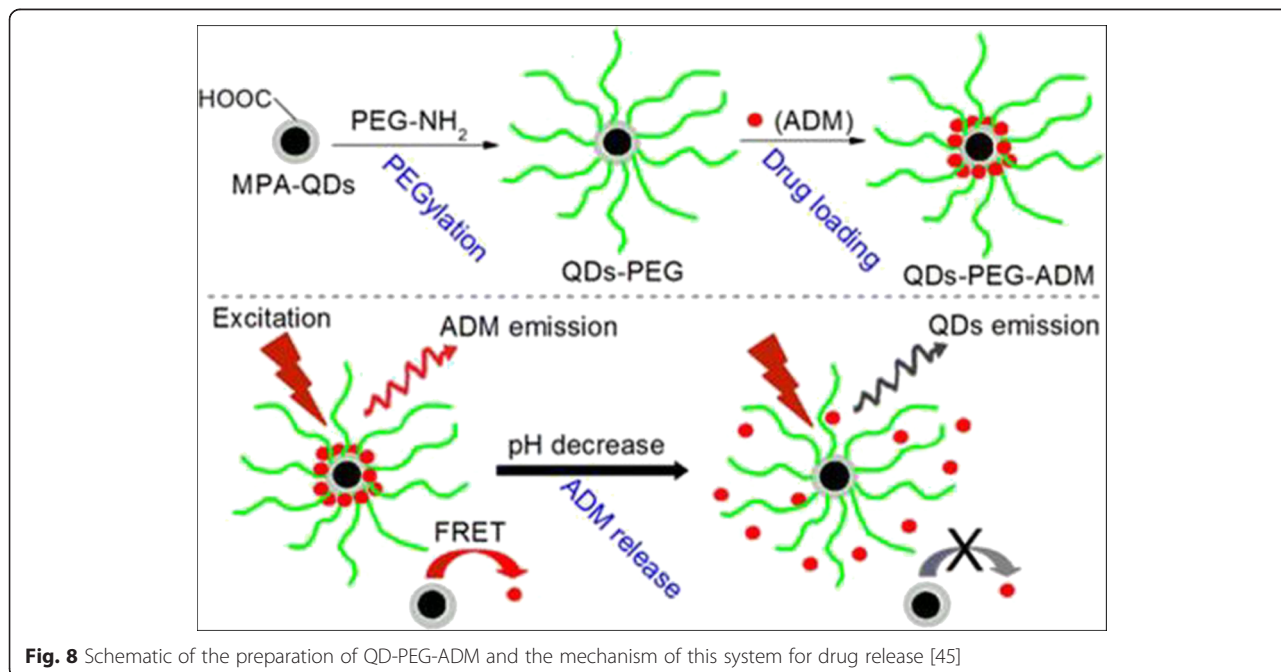 HOOC
MPA-QDs
PEG-NH₂
PEGylation
QDs-PEG
(ADM)
Drug loading
QDs-PEG-ADM
Excitation
ADM emission
QDs emission
pH decrease
ADM release
FRET
X
Fig. 8 Schematic of the preparation of QD-PEG-ADM and the mechanism of this system for drug release [45]